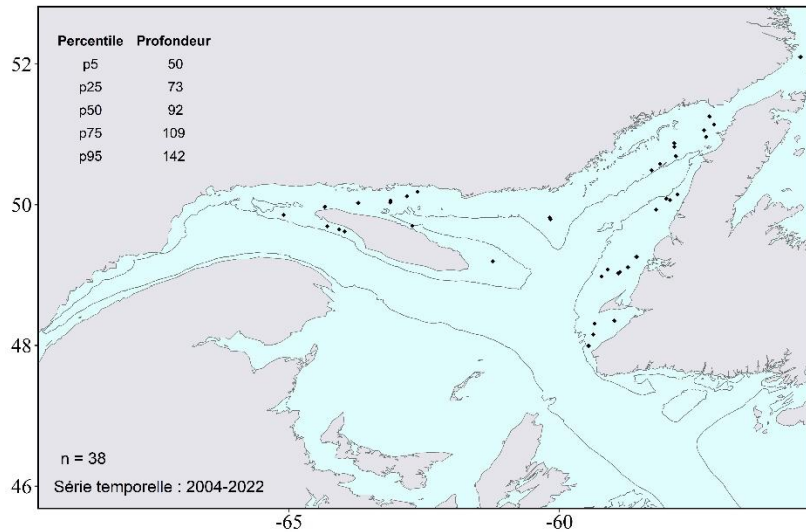 Percentile Profondeur
p5 50
p25 73
p50 92
p75 109
p95 142
52
50
48
46
n = 38
Série temporelle : 2004-2022
-65 -60